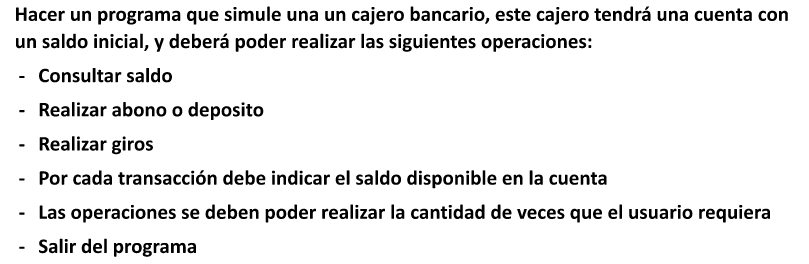 Hacer un programa que simule una un cajero bancario, este cajero tendrá una cuenta con
un saldo inicial, y deberá poder realizar las siguientes operaciones:
- Consultar saldo
- Realizar abono o deposito
- Realizar giros
- Por cada transacción debe indicar el saldo disponible en la cuenta
- Las operaciones se deben poder realizar la cantidad de veces que el usuario requiera
- Salir del programa